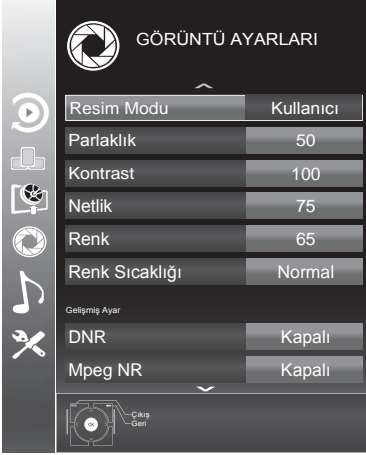 GÖRÜNTÜ AYARLARI
Resim Modu Kullanıcı
Parlaklık 50
Kontrast 100
Netlik 75
Renk 65
Renk Sıcaklığı Normal
Gelişmiş Ayar
DNR Kapalı
Mpeg NR Kapalı
Çıkış
Geri
OK